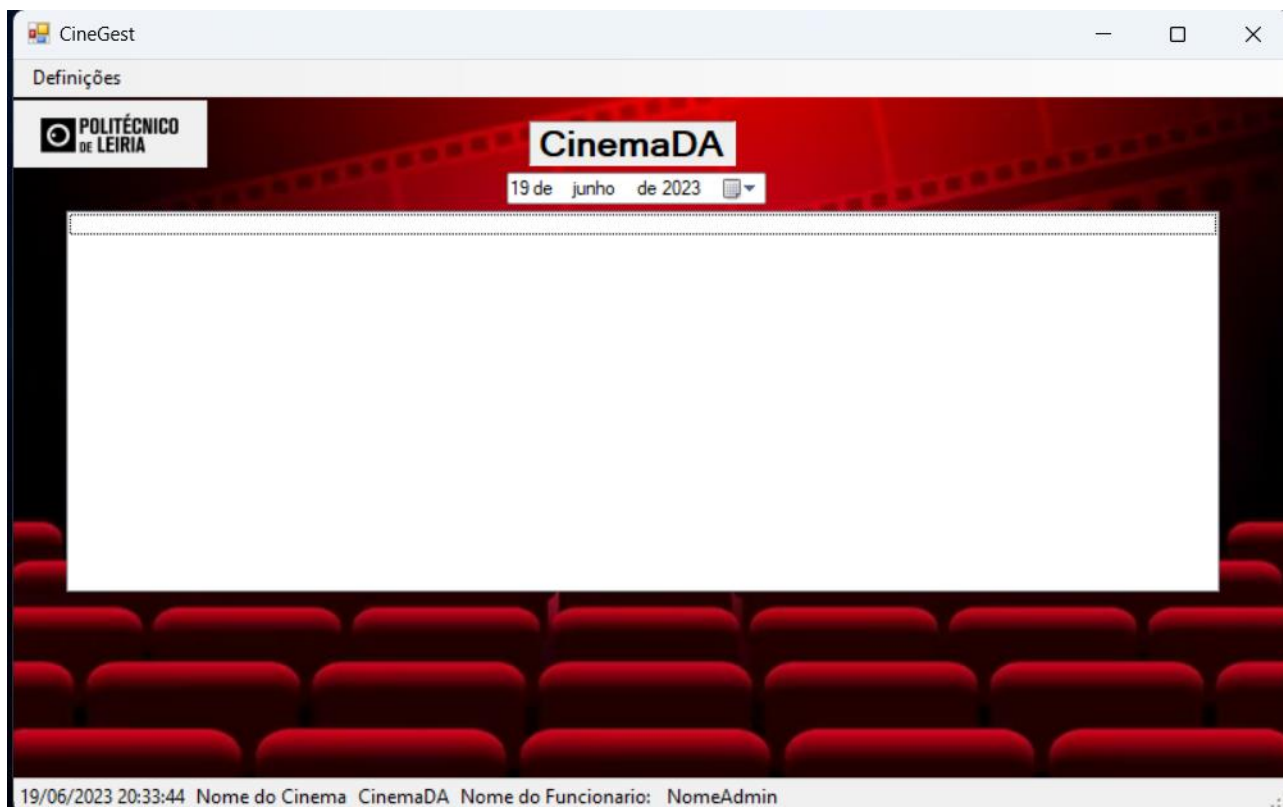 CineGest
Definições
POLITÉCNICO
DE LEIRIA
CinemaDA
19 de junho de 2023
19/06/2023 20:33:44 Nome do Cinema CinemaDA Nome do Funcionario: NomeAdmin